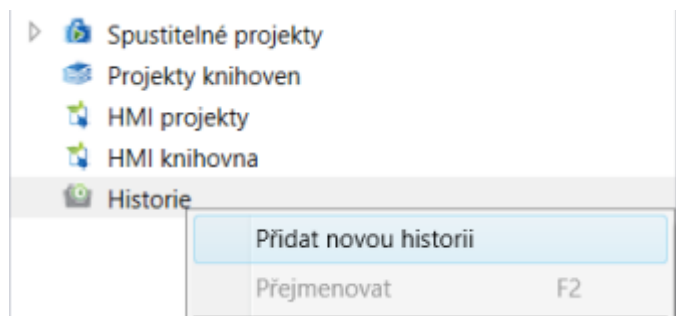 Spustitelné projekty
Projekty knihoven
HMI projekty
HMI knihovna
Historie
Přidat novou historii
Přejmenovat F2